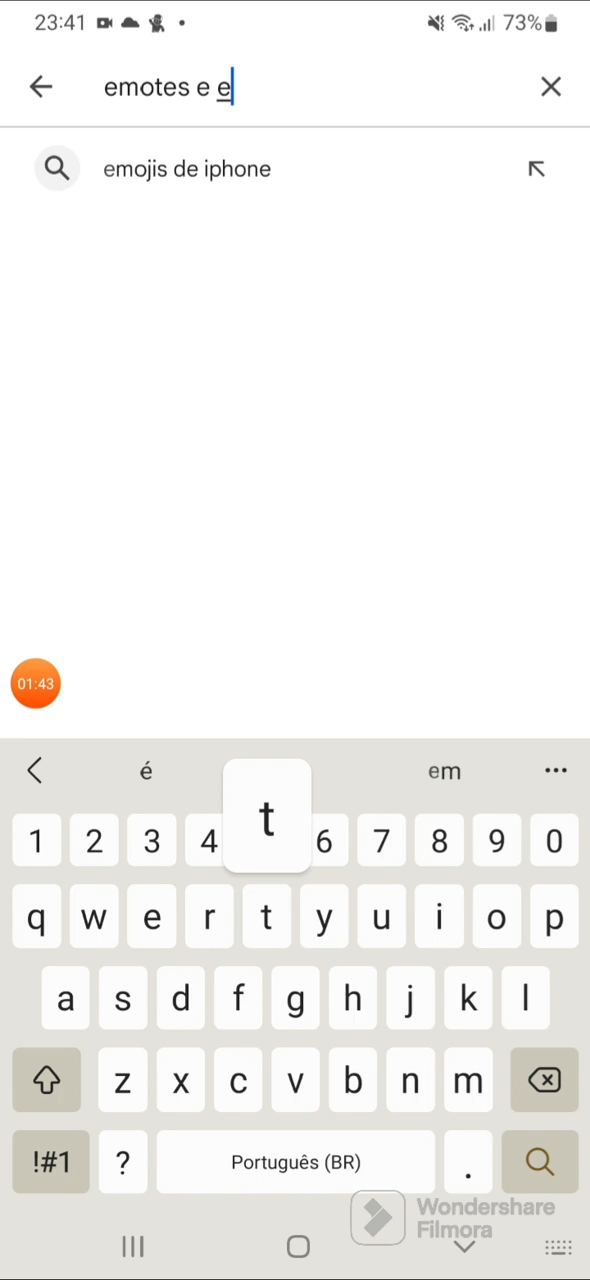 23:41
73%
emotes e e
emojis de iphone
01:43
é
em
t
1 2 3 4 6 7 8 9 0
q w e r t y u i o p
a s d f g h j k l
z x c v b n m
!#1 ? Português (BR) .
Wondershare
Filmora